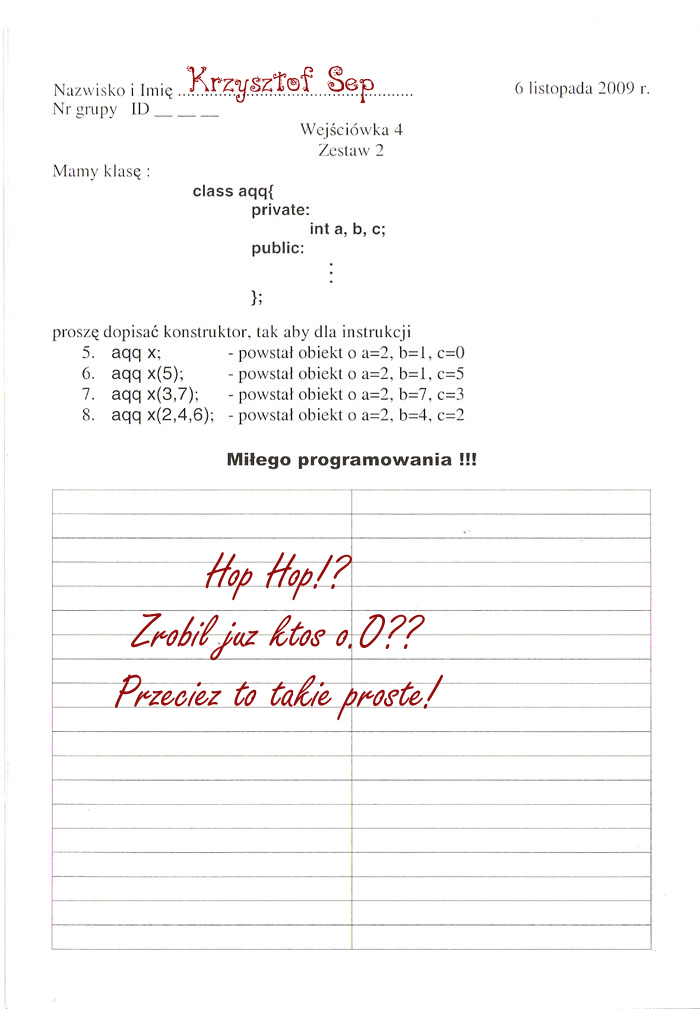 Nazwisko i Imię ...Krzysztof Sep.......
6 listopada 2009 r.
Nr grupy ID __ __ __
Wejściówka 4
Zestaw 2
Mamy klasę :
class aqq{
private:
int a, b, c;
public:
⋮
};
proszę dopisać konstruktor, tak aby dla instrukcji
5. aqq x; - powstał obiekt o a=2, b=1, c=0
6. aqq x(5); - powstał obiekt o a=2, b=1, c=5
7. aqq x(3,7); - powstał obiekt o a=2, b=7, c=3
8. aqq x(2,4,6); - powstał obiekt o a=2, b=4, c=2
Miłego programowania !!!
Hop Hop!?
Zrobil juz ktos o.O??
Przeciez to takie proste!